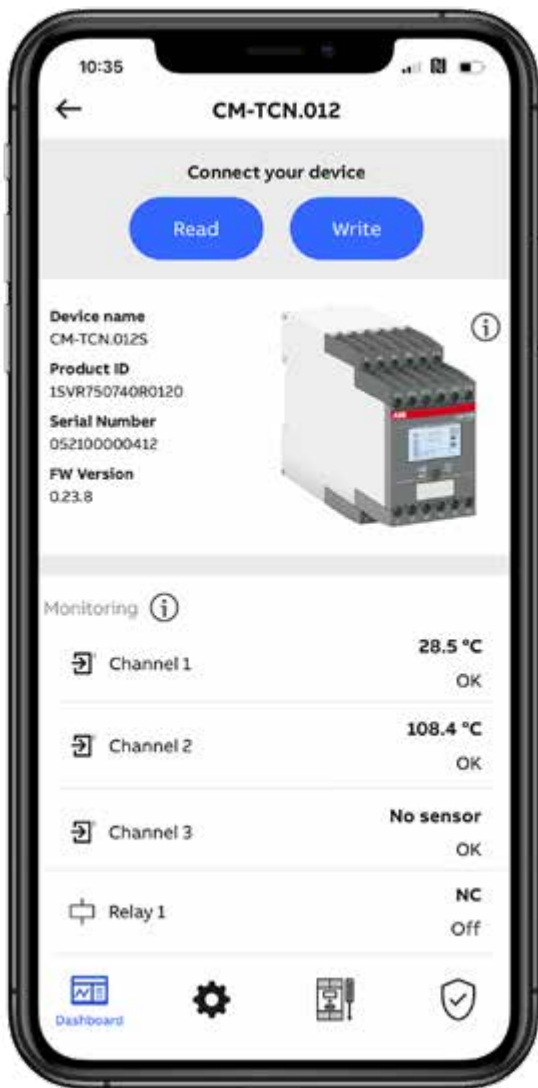 10:35
CM-TCN.012
Connect your device
Read Write
Device name
CM-TCN.012S
Product ID
1SVR750740R0120
Serial Number
052100000412
FW Version
0.23.8
ABB
Monitoring
Channel 1
28.5 °C
OK
Channel 2
108.4 °C
OK
Channel 3
No sensor
OK
Relay 1
NC
Off
Dashboard